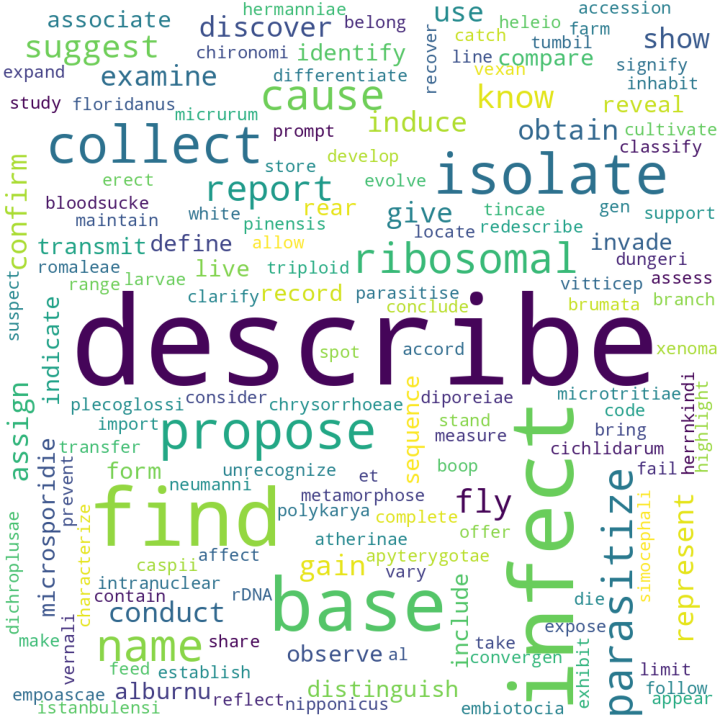 hermanniae
accession
associate
discover
belong
use
heleio
farm
catch
tumbil
show
suggest
chironomi
identify
recover
line
compare
signify
expand
examine
differentiate
vexan
inhabit
study
floridanus
cause
know
reveal
micrurum
prompt
induce
obtain
cultivate
collect
develop
isolate
classify
store
confirm
erect
report
evolve
bloodsucke
white
rear
give
tincae
gen
support
maintain
pinensis
redescribe
transmit
define
allow
locate
invade
romaleae
live
triploid
ribosomal
dungeri
assess
range
larvae
parasitise
vitticep
suspect
clarify
record
conclude
brumata
branch
indicate
describe
spot
accord
xenoma
plecoglossi
consider
diporeiae
microtritiae
assign
import
chrysorrhoeae
stand
code
herrnkindi
highlight
propose
sequence
measure
infect
bring
transfer
cichlidarum
form
unrecognize
boop
fail
microsporidie
prevent
neumanni
et
metamorphose
fly
parasitize
find
polykarya
complete
offer
simocephali
represent
characterize
atherinae
dichroplusae
affect
apyterygotae
caspii
gain
vary
intranuclear
base
contain
rDNA
die
conduct
include
expose
make
name
share
take
vernali
observe
al
convergen
exhibit
limit
feed
establish
distinguish
follow
empoascae
alburnu
reflect
nipponicus
embiotocia
appear
istanbulensi